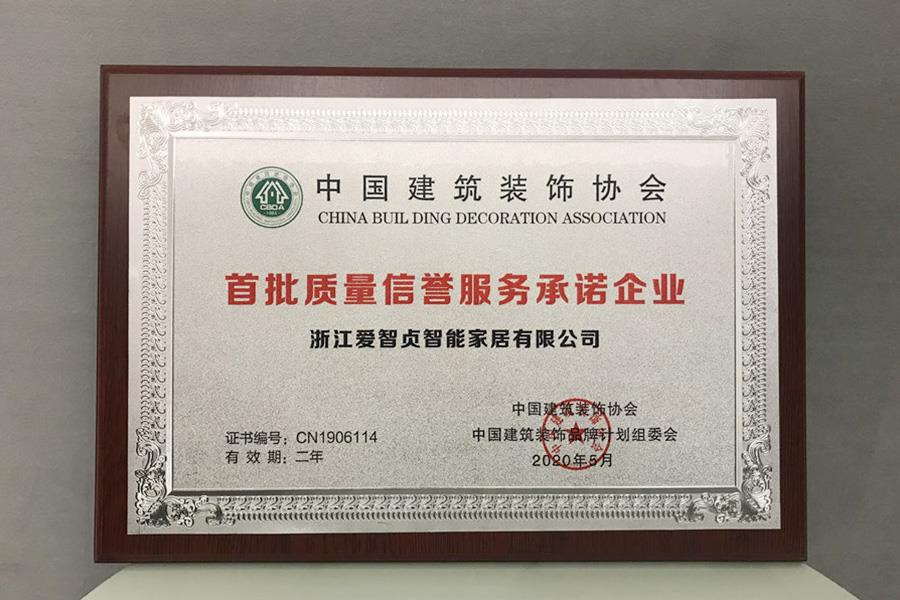 中国建筑装饰协会
CHINA BUIL DING DECORATION ASSOCIATION
CBDA
首批质量信誉服务承诺企业
浙江爱智贞智能家居有限公司
中国建筑装饰协会
中国建筑装饰品牌计划组委会
2020年5月
证书编号：CN1906114
有 效 期：二年